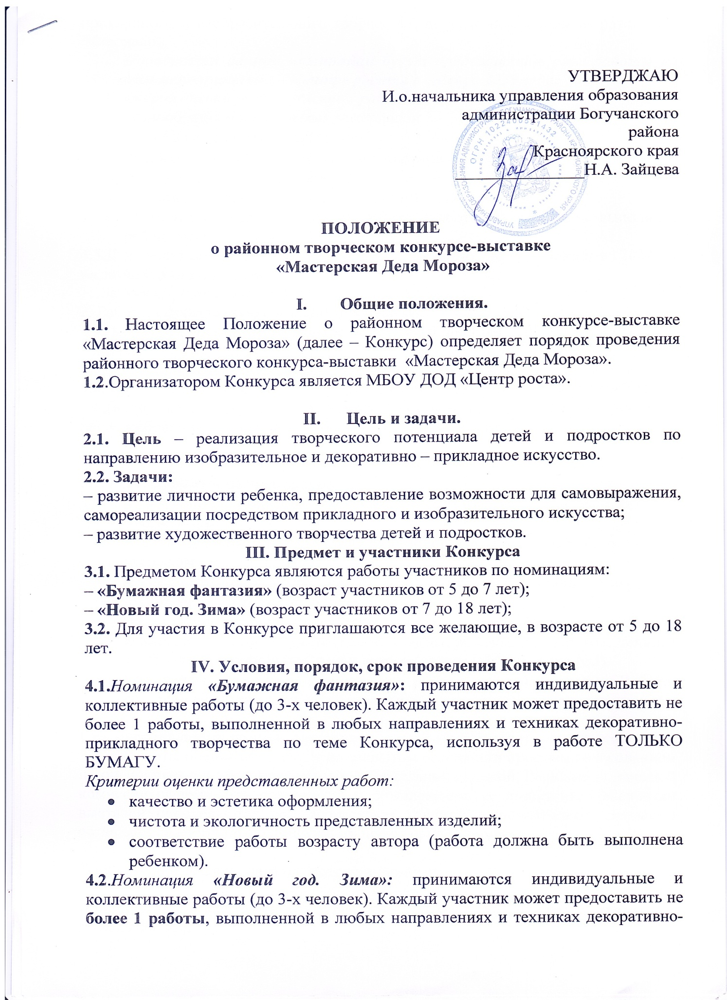 УТВЕРДЖАЮ
И.о.начальника управления образования
администрации Богучанского
района
Красноярского края
Н.А. Зайцева
ПОЛОЖЕНИЕ
о районном творческом конкурсе-выставке
«Мастерская Деда Мороза»
I. Общие положения.
1.1. Настоящее Положение о районном творческом конкурсе-выставке
«Мастерская Деда Мороза» (далее – Конкурс) определяет порядок проведения
районного творческого конкурса-выставки «Мастерская Деда Мороза».
1.2.Организатором Конкурса является МБОУ ДОД «Центр роста».
II. Цель и задачи.
2.1. Цель – реализация творческого потенциала детей и подростков по
направлению изобразительное и декоративно – прикладное искусство.
2.2. Задачи:
– развитие личности ребенка, предоставление возможности для самовыражения,
самореализации посредством прикладного и изобразительного искусства;
– развитие художественного творчества детей и подростков.
III. Предмет и участники Конкурса
3.1. Предметом Конкурса являются работы участников по номинациям:
– «Бумажная фантазия» (возраст участников от 5 до 7 лет);
– «Новый год. Зима» (возраст участников от 7 до 18 лет);
3.2. Для участия в Конкурсе приглашаются все желающие, в возрасте от 5 до 18
лет.
IV. Условия, порядок, срок проведения Конкурса
4.1.Номинация «Бумажная фантазия»: принимаются индивидуальные и
коллективные работы (до 3-х человек). Каждый участник может предоставить не
более 1 работы, выполненной в любых направлениях и техниках декоративно-
прикладного творчества по теме Конкурса, используя в работе ТОЛЬКО
БУМАГУ.
Критерии оценки представленных работ:
• качество и эстетика оформления;
• чистота и экологичность представленных изделий;
• соответствие работы возрасту автора (работа должна быть выполнена
ребенком).
4.2.Номинация «Новый год. Зима»: принимаются индивидуальные и
коллективные работы (до 3-х человек). Каждый участник может предоставить не
более 1 работы, выполненной в любых направлениях и техниках декоративно-